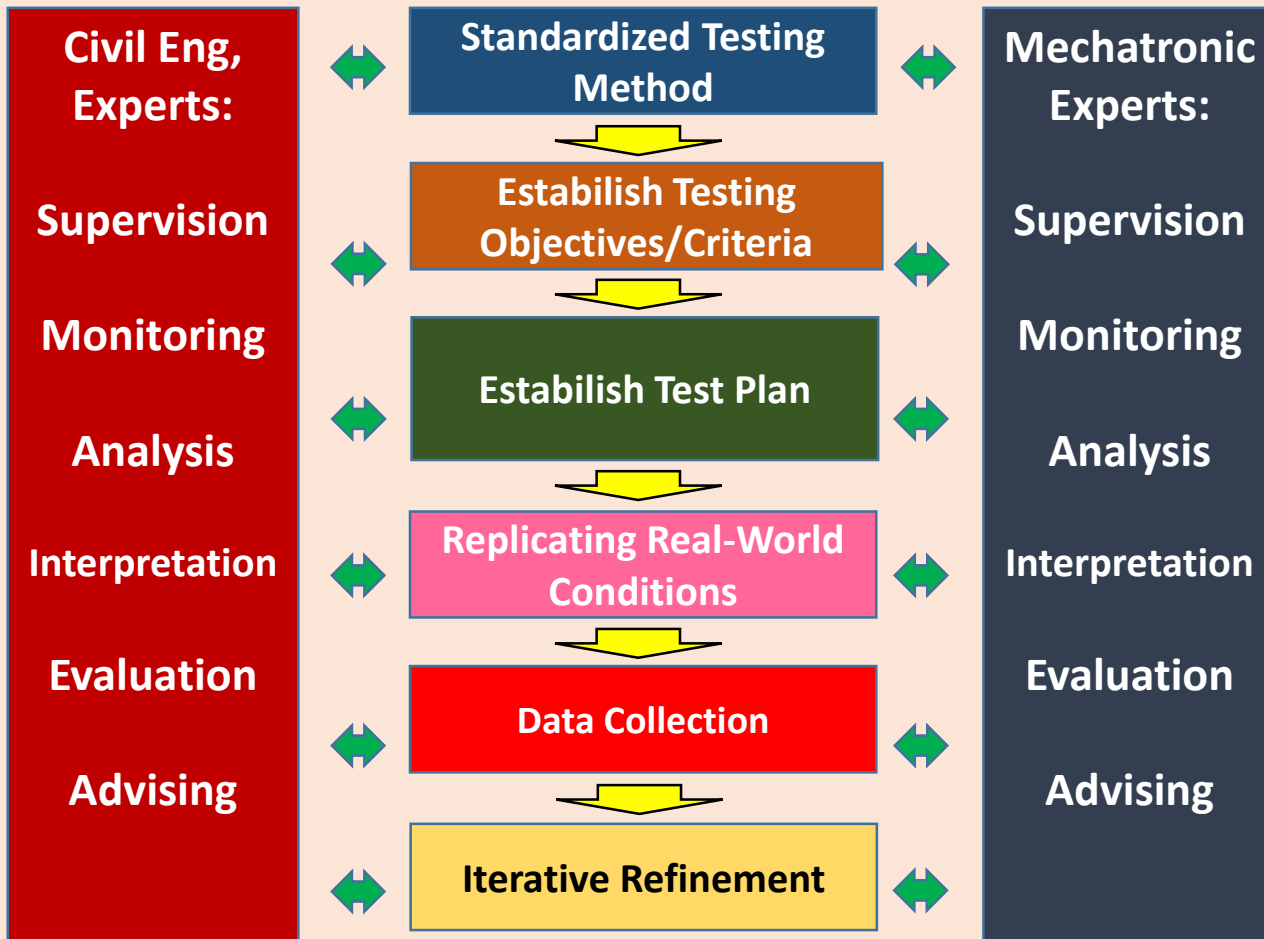 Civil Eng,
Experts:
Supervision
Monitoring
Analysis
Interpretation
Evaluation
Advising
Standardized Testing
Method
Estabilish Testing
Objectives/Criteria
Estabilish Test Plan
Replicating Real-World
Conditions
Data Collection
Iterative Refinement
Mechatronic
Experts:
Supervision
Monitoring
Analysis
Interpretation
Evaluation
Advising